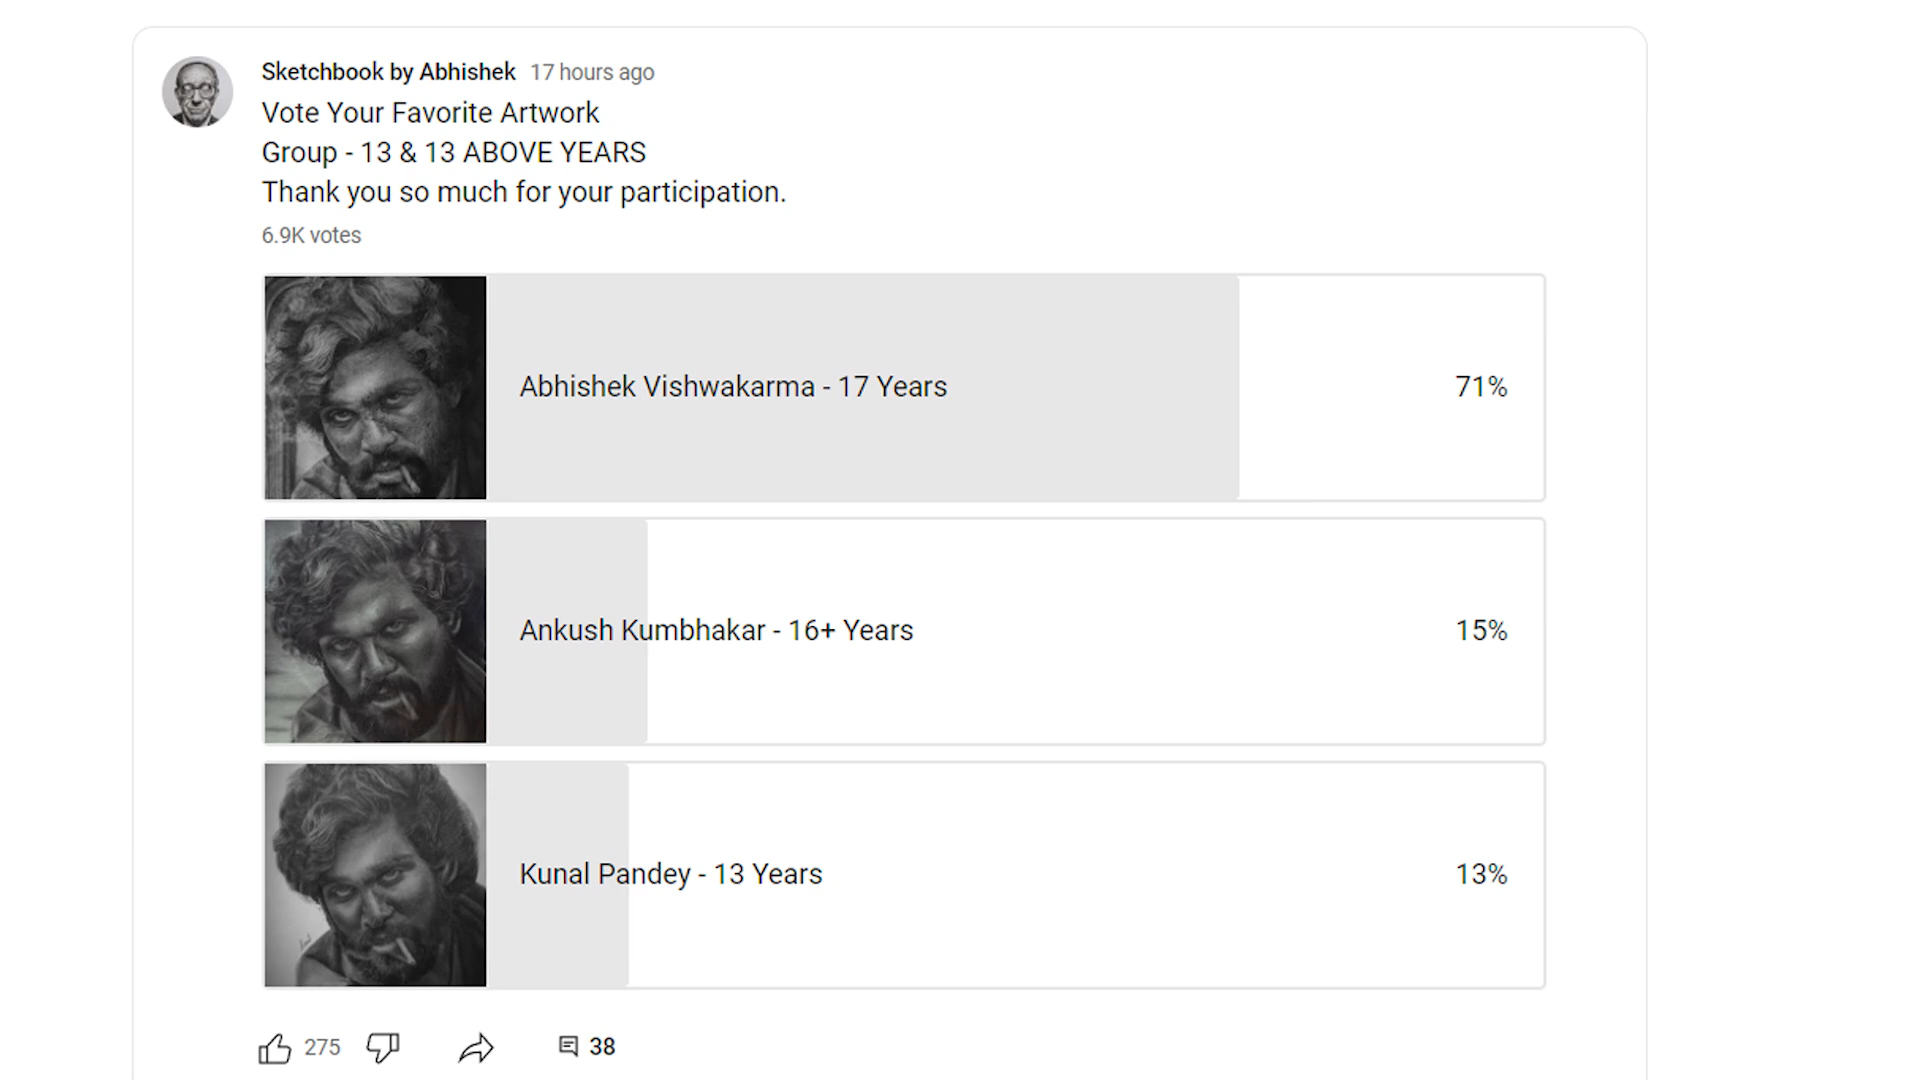 Sketchbook by Abhishek 17 hours ago
Vote Your Favorite Artwork
Group - 13 & 13 ABOVE YEARS
Thank you so much for your participation.
6.9K votes
Abhishek Vishwakarma - 17 Years 71%
Ankush Kumbhakar - 16+ Years 15%
Kunal Pandey - 13 Years 13%
275 38